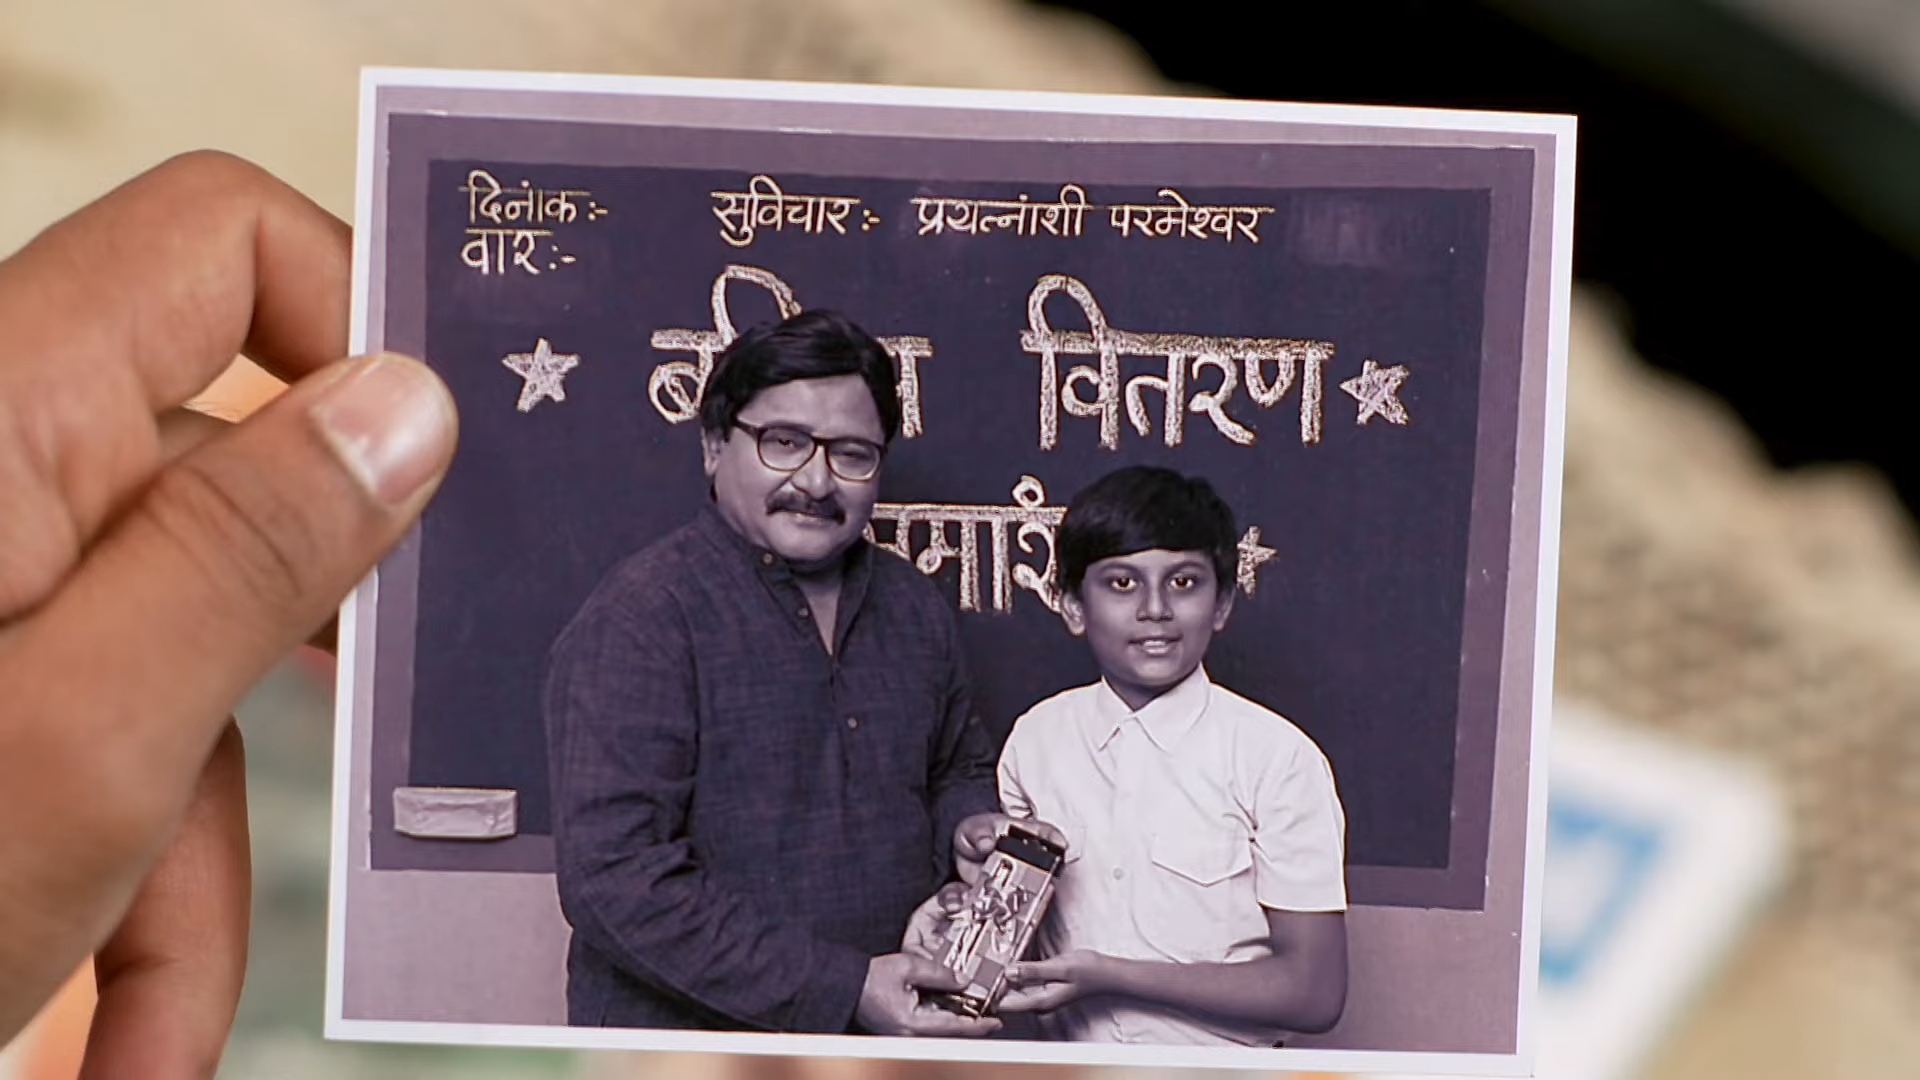 दिनांक:-
सुविचार:- प्रयत्नांशी परमेश्वर
वार:-
वितरण